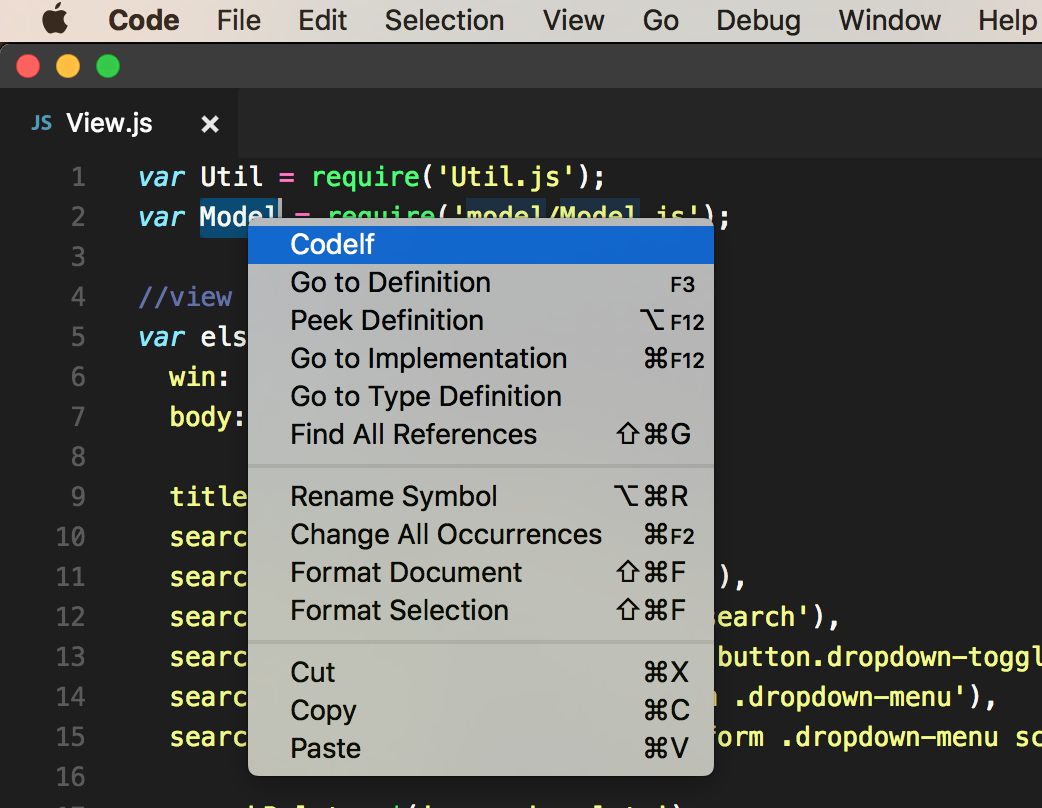 Code File Edit Selection View Go Debug Window Help
JS View.js ×
1 var Util = require('Util.js');
2 var Model = require('model/Model.js');
3
4 //view
5 var els
6 win:
7 body:
8
9 title
10 searc
11 searc ),
12 searc search'),
13 searc button.dropdown-toggl
14 searc .dropdown-menu'),
15 searc form .dropdown-menu sc
16
17
Codelf
Go to Definition F3
Peek Definition ⌥F12
Go to Implementation ⌘F12
Go to Type Definition
Find All References ⇧⌘G
Rename Symbol ⌥⌘R
Change All Occurrences ⌘F2
Format Document ⇧⌘F
Format Selection ⇧⌘F
Cut ⌘X
Copy ⌘C
Paste ⌘V